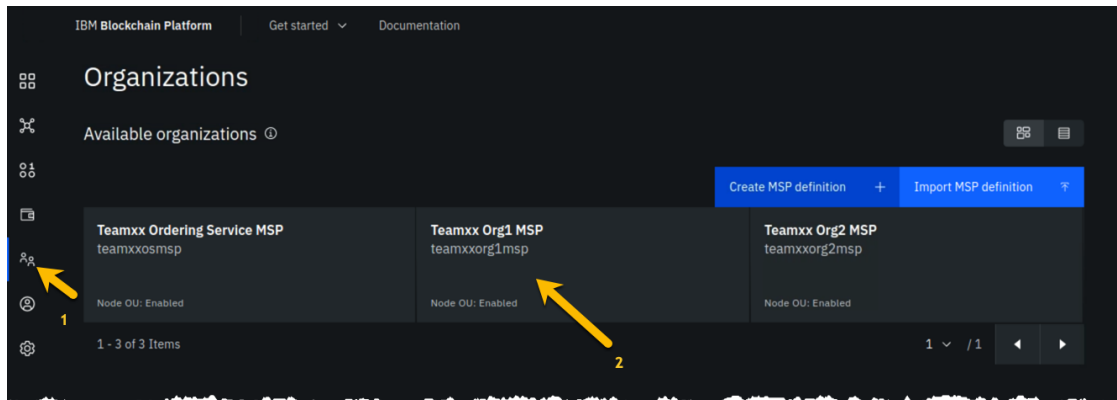 IBM Blockchain Platform Get started Documentation
Organizations
Available organizations
Create MSP definition + Import MSP definition
Teamxx Ordering Service MSP Teamxx Org1 MSP Teamxx Org2 MSP
teamxxosmsp teamxxorg1msp teamxxorg2msp
Node OU: Enabled Node OU: Enabled Node OU: Enabled
1
1 - 3 of 3 Items 1 / 1
2